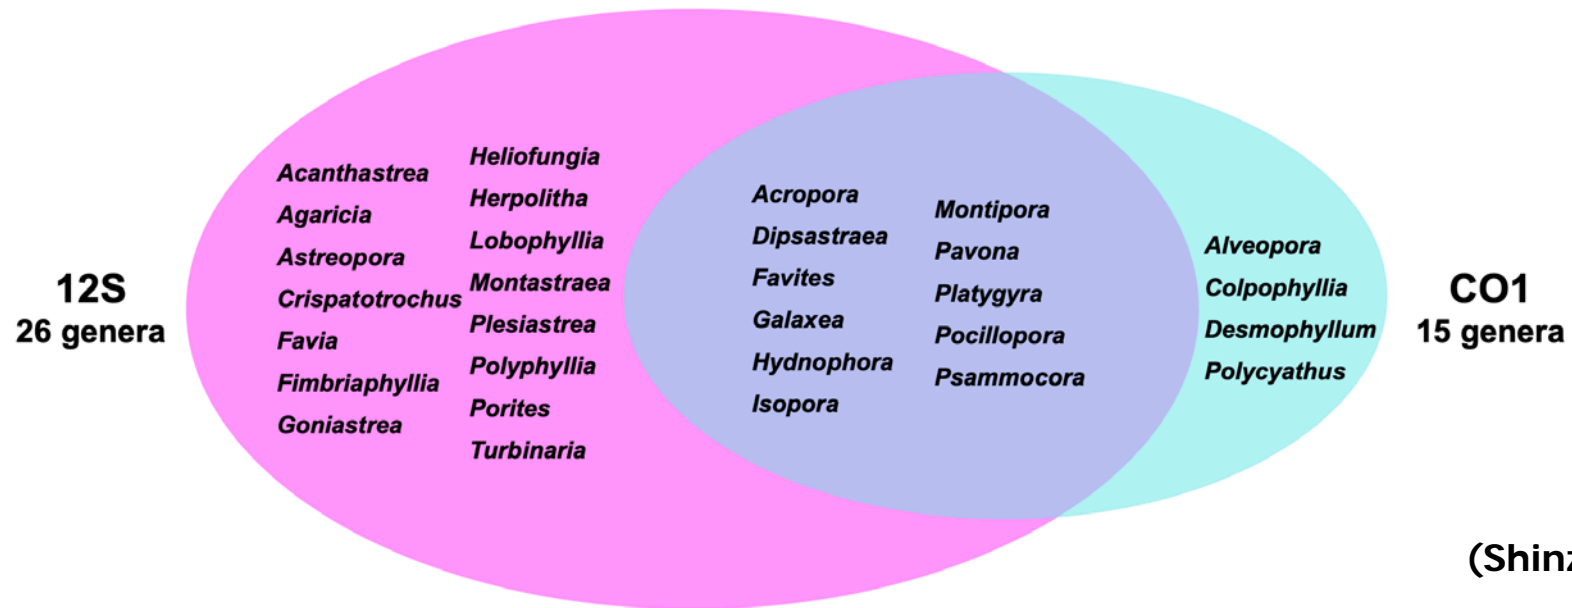 12S
26 genera
Acanthastrea
Agaricia
Astreopora
Crispatotrochus
Favia
Fimbriaphyllia
Goniastrea
Heliofungia
Herpolitha
Lobophyllia
Montastraea
Plesiastrea
Polyphyllia
Porites
Turbinaria
Acropora
Dipsastraea
Favites
Galaxea
Hydnophora
Isopora
Montipora
Pavona
Platygyra
Pocillopora
Psammocora
Alveopora
Colpophyllia
Desmophyllum
Polycyathus
CO1
15 genera